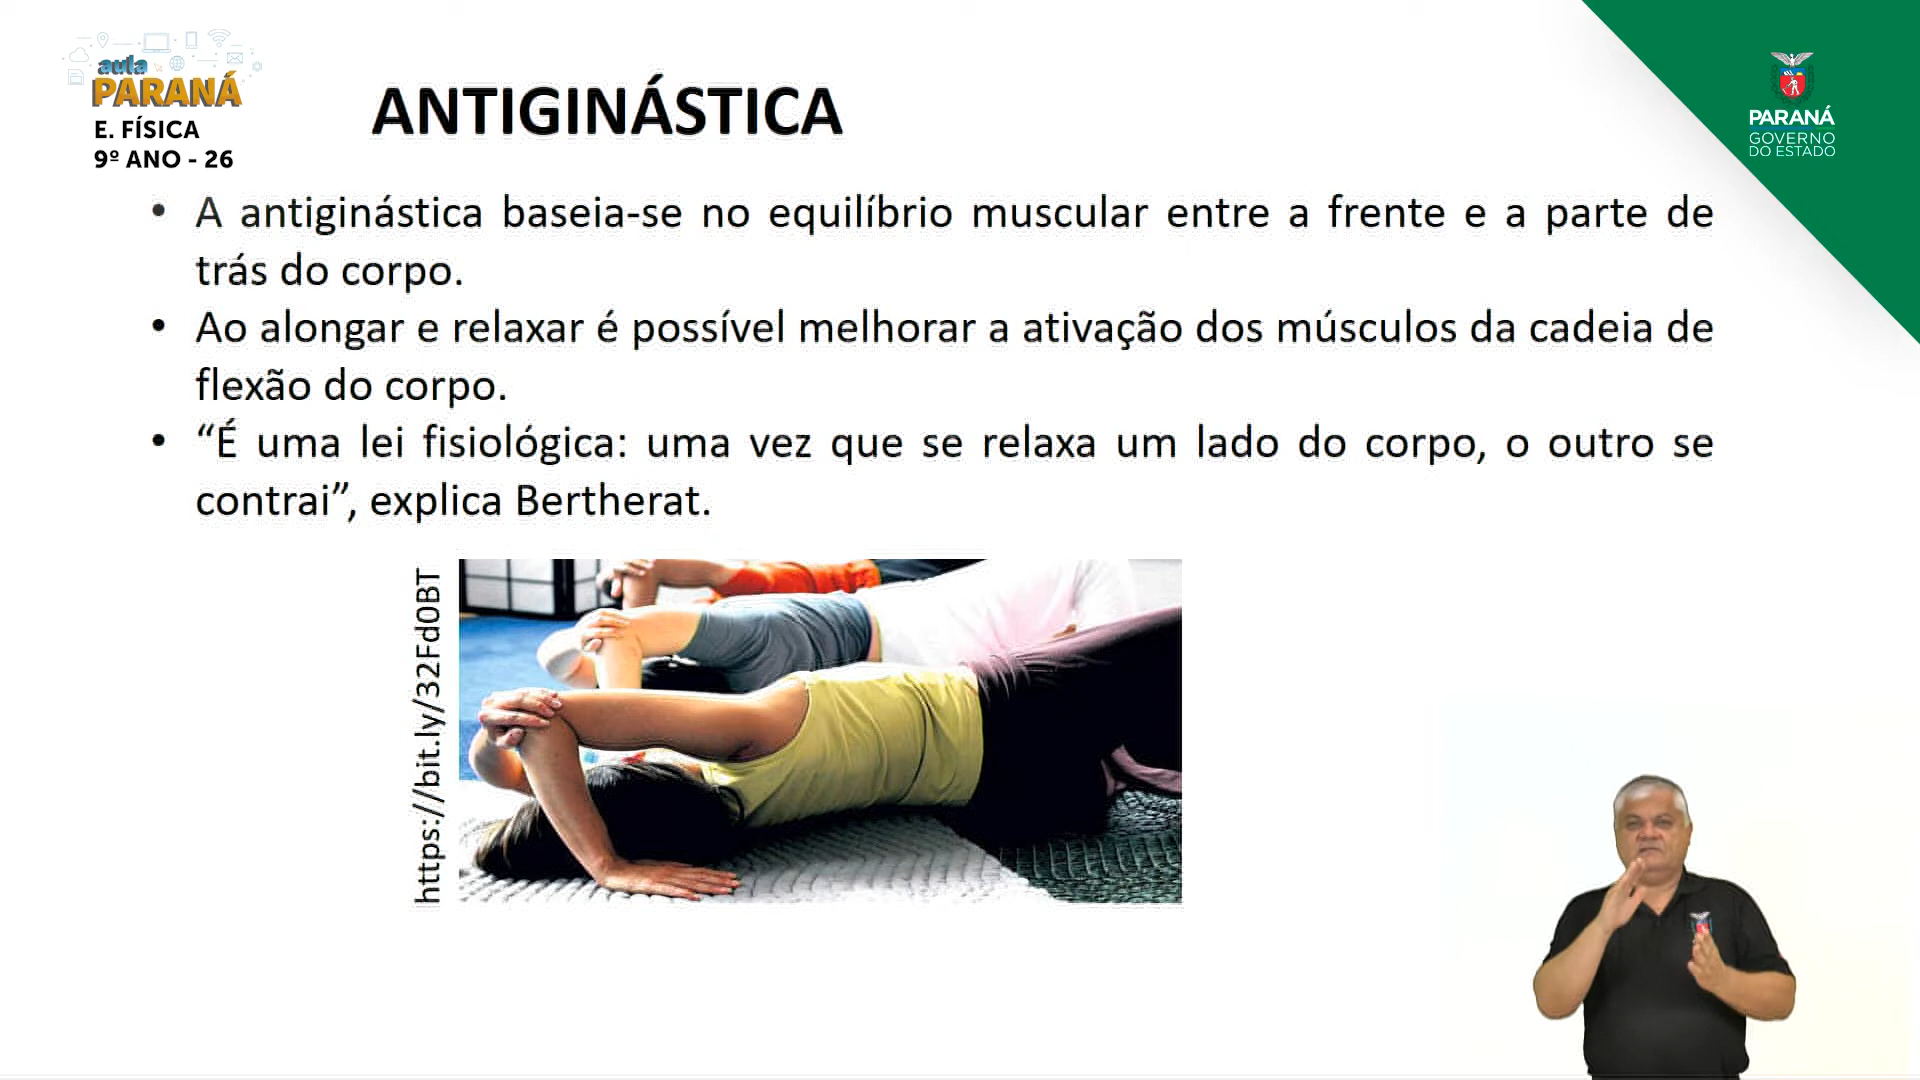 aula
PARANÁ
E. FÍSICA
9º ANO - 26
ANTIGINÁSTICA
PARANÁ
GOVERNO
DO ESTADO
• A antiginástica baseia-se no equilíbrio muscular entre a frente e a parte de
trás do corpo.
• Ao alongar e relaxar é possível melhorar a ativação dos músculos da cadeia de
flexão do corpo.
• “É uma lei fisiológica: uma vez que se relaxa um lado do corpo, o outro se
contrai”, explica Bertherat.
https://bit.ly/32Fd0BT